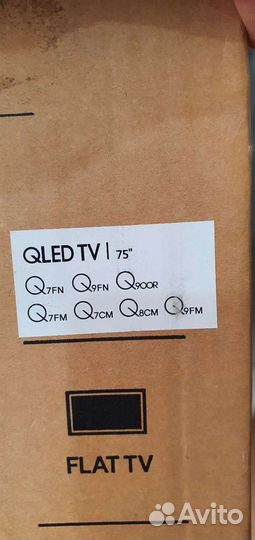 QLED TV | 75"
Q7FN Q9FN Q900R
Q7FM Q7CM Q8CM Q9FM
FLAT TV
Avito